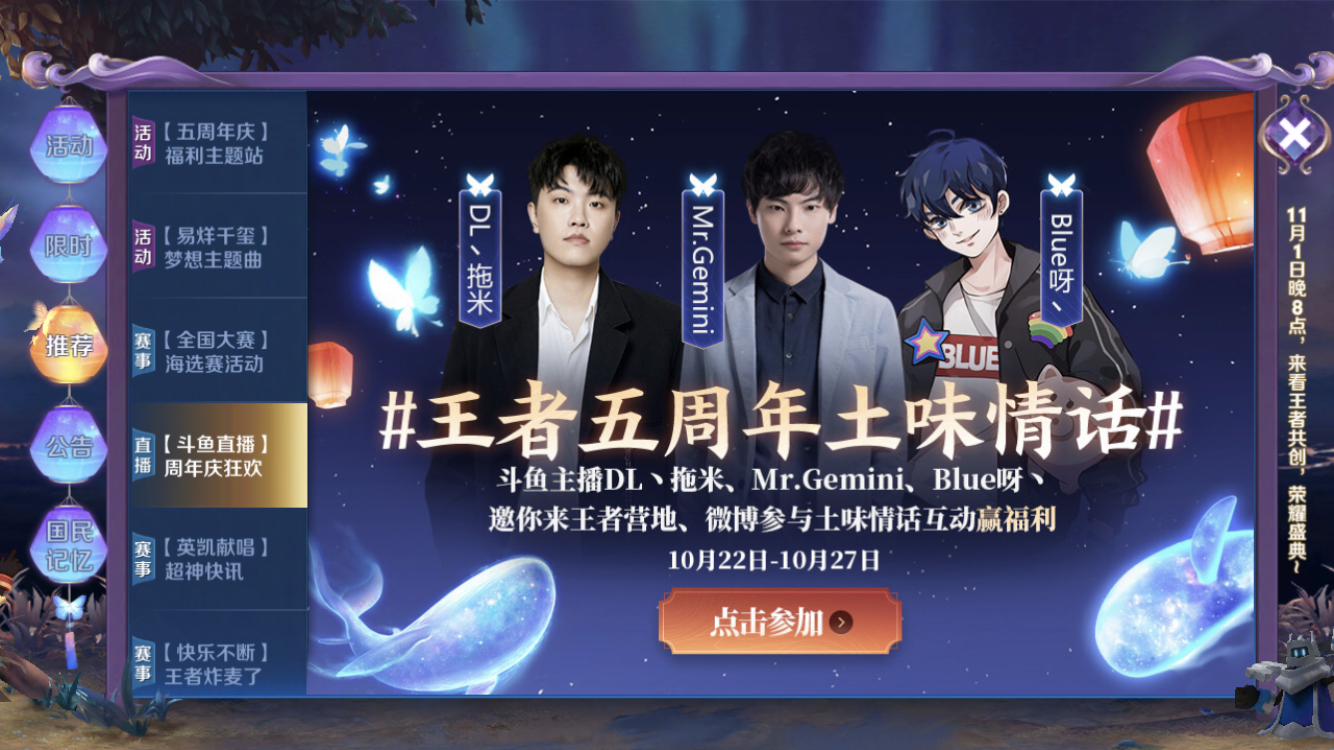 活动
限时
推荐
公告
国民
记忆
活动
【五周年庆】
福利主题站
活动
【易烊千玺】
梦想主题曲
赛事
【全国大赛】
海选赛活动
直播
【斗鱼直播】
周年庆狂欢
赛事
【英凯献唱】
超神快讯
赛事
【快乐不断】
王者炸麦了
DL丶拖米
Mr.Gemini
Blue呀丶
BLUE
#王者五周年土味情话#
斗鱼主播DL丶拖米、Mr.Gemini、Blue呀丶
邀你来王者营地、微博参与土味情话互动赢福利
10月22日-10月27日
点击参加
11月1日晚8点，来看王者共创，荣耀盛典~